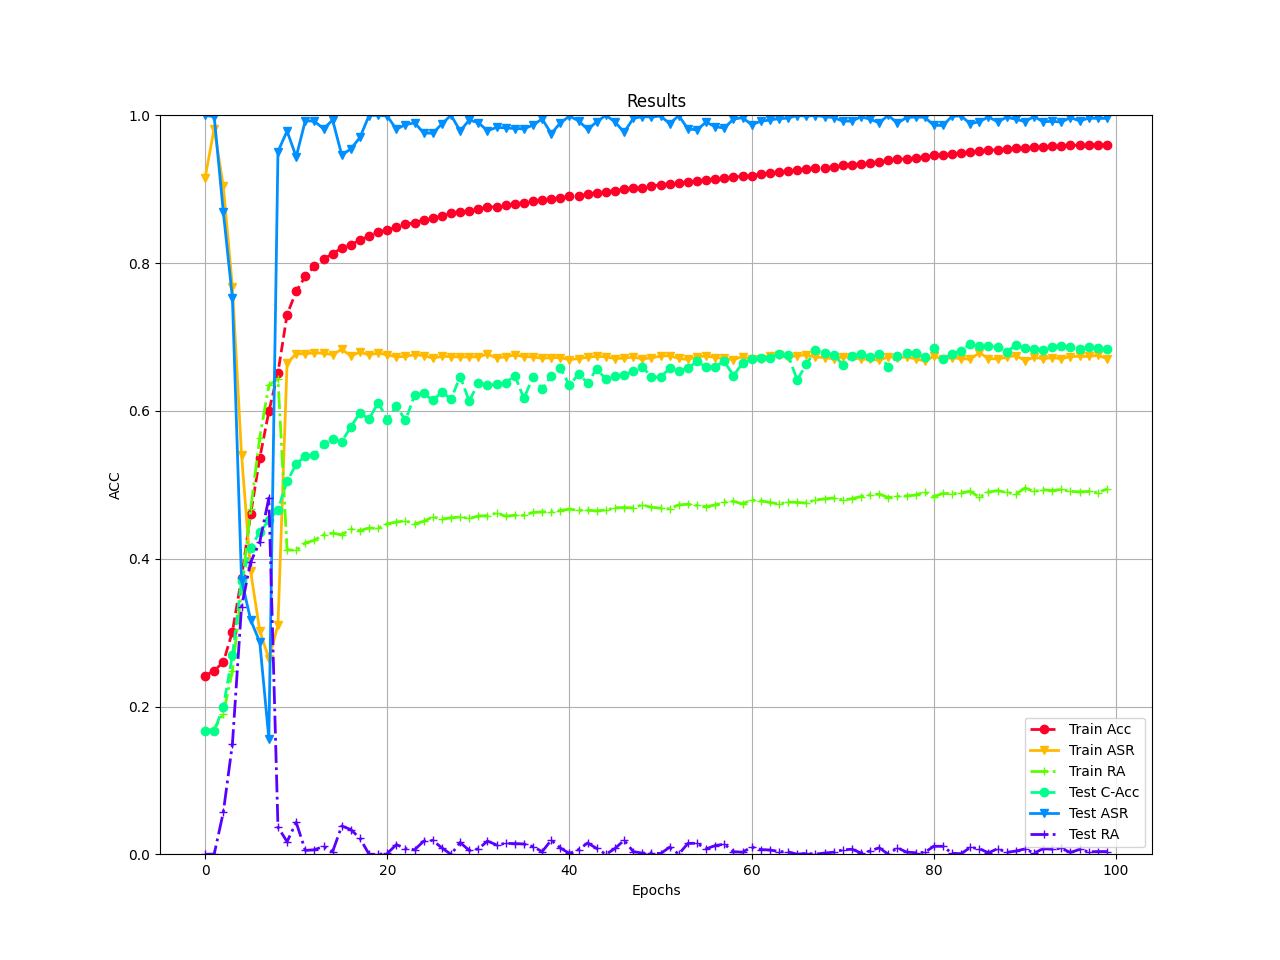 Results
1.0
0.8
0.6
0.4
0.2
0.0
ACC
0
20
40
60
80
100
Epochs
Train Acc
Train ASR
Train RA
Test C-Acc
Test ASR
Test RA